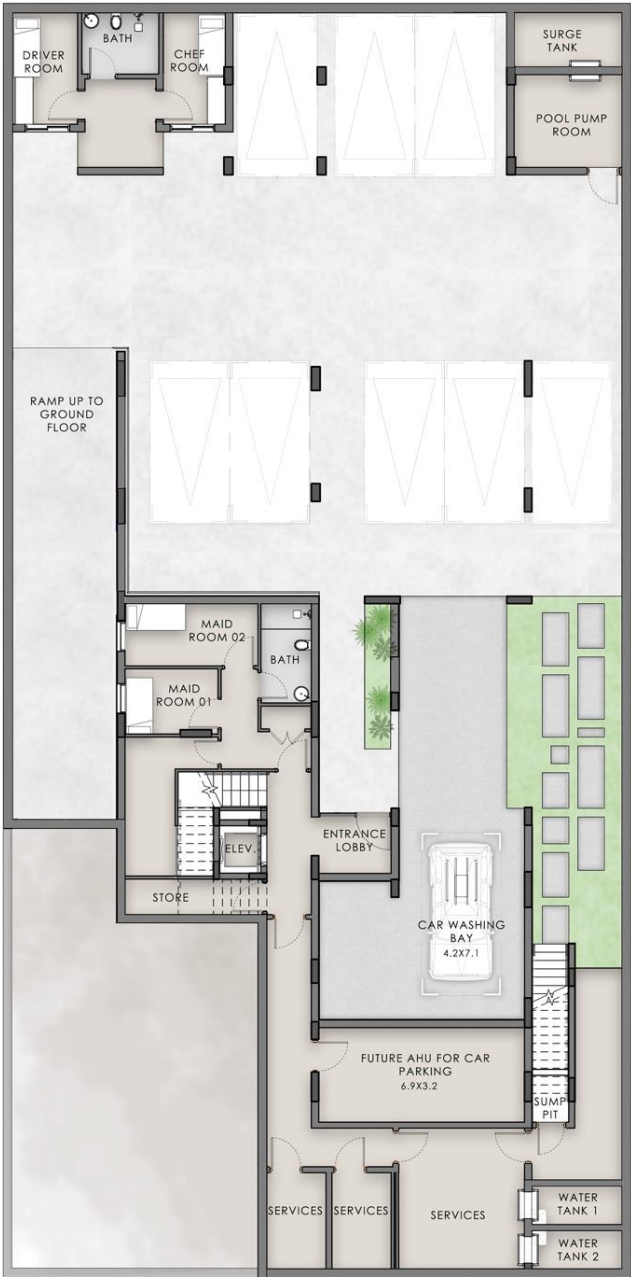 DRIVER
ROOM
BATH
CHEF
ROOM
SURGE
TANK
POOL PUMP
ROOM
RAMP UP TO
GROUND
FLOOR
MAID
ROOM 02
BATH
MAID
ROOM 01
ENTRANCE
LOBBY
ELEV.
STORE
CAR WASHING
BAY
4.2X7.1
FUTURE AHU FOR CAR
PARKING
6.9X3.2
SUMP
PIT
SERVICES
SERVICES
SERVICES
WATER
TANK 1
WATER
TANK 2